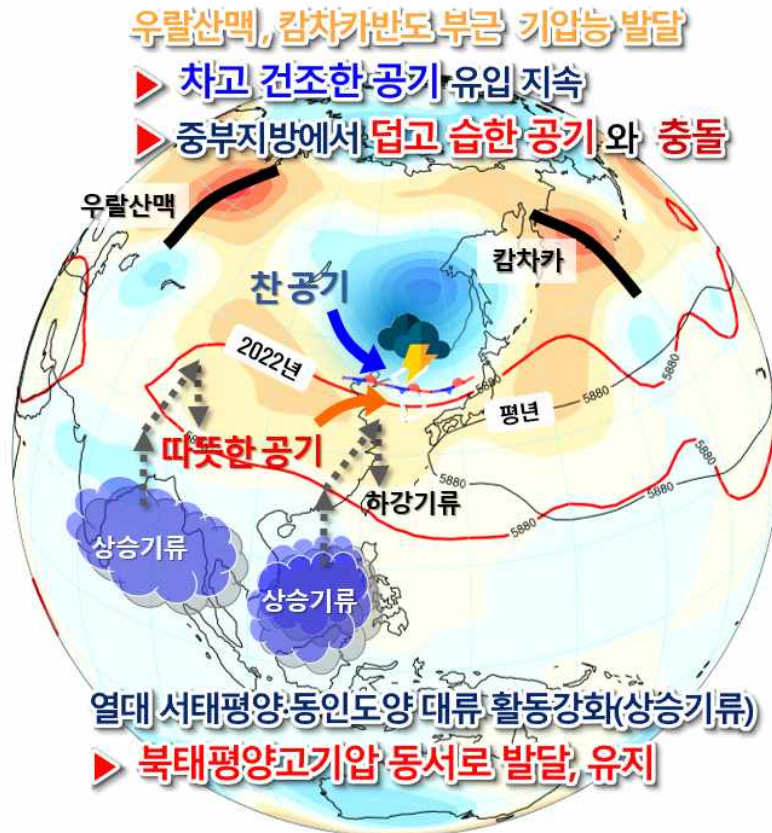 우랄산맥, 캄차카반도 부근 기압능 발달
▶ 차고 건조한 공기 유입 지속
▶ 중부지방에서 덥고 습한 공기와 충돌
우랄산맥
캄차카
찬 공기
2022년
5880
5880
평년
따뜻한 공기
5880
하강기류
5880
5880
5880
상승기류
상승기류
열대 서태평양·동인도양 대류 활동강화(상승기류)
▶ 북태평양고기압 동서로 발달, 유지